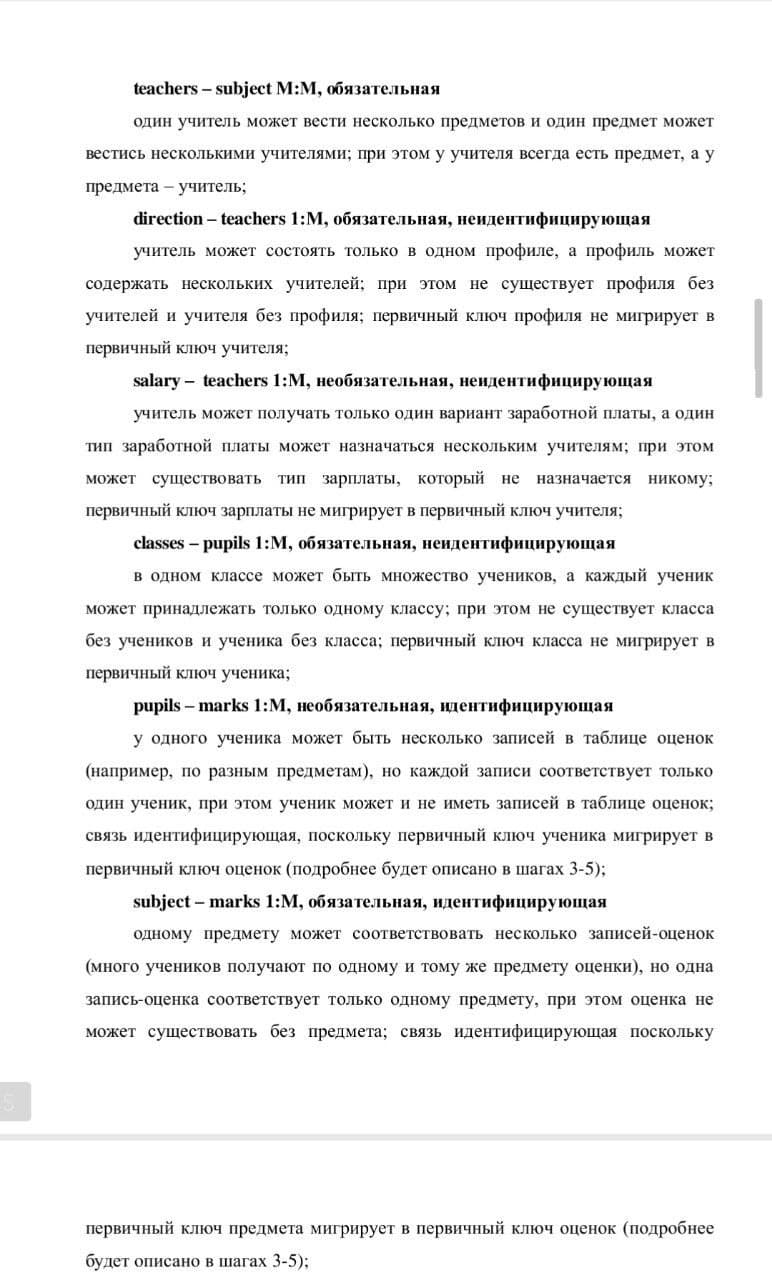 teachers – subject M:M, обязательная
один учитель может вести несколько предметов и один предмет может
вестись несколькими учителями; при этом у учителя всегда есть предмет, а у
предмета – учитель;
direction – teachers 1:M, обязательная, неидентифицирующая
учитель может состоять только в одном профиле, а профиль может
содержать нескольких учителей; при этом не существует профиля без
учителей и учителя без профиля; первичный ключ профиля не мигрирует в
первичный ключ учителя;
salary – teachers 1:M, необязательная, неидентифицирующая
учитель может получать только один вариант заработной платы, а один
тип заработной платы может назначаться нескольким учителям; при этом
может существовать тип зарплаты, который не назначается никому;
первичный ключ зарплаты не мигрирует в первичный ключ учителя;
classes – pupils 1:M, обязательная, неидентифицирующая
в одном классе может быть множество учеников, а каждый ученик
может принадлежать только одному классу; при этом не существует класса
без учеников и ученика без класса; первичный ключ класса не мигрирует в
первичный ключ ученика;
pupils – marks 1:M, необязательная, идентифицирующая
у одного ученика может быть несколько записей в таблице оценок
(например, по разным предметам), но каждой записи соответствует только
один ученик, при этом ученик может и не иметь записей в таблице оценок;
связь идентифицирующая, поскольку первичный ключ ученика мигрирует в
первичный ключ оценок (подробнее будет описано в шагах 3-5);
subject – marks 1:M, обязательная, идентифицирующая
одному предмету может соответствовать несколько записей-оценок
(много учеников получают по одному и тому же предмету оценки), но одна
запись-оценка соответствует только одному предмету, при этом оценка не
может существовать без предмета; связь идентифицирующая поскольку
5
первичный ключ предмета мигрирует в первичный ключ оценок (подробнее
будет описано в шагах 3-5);